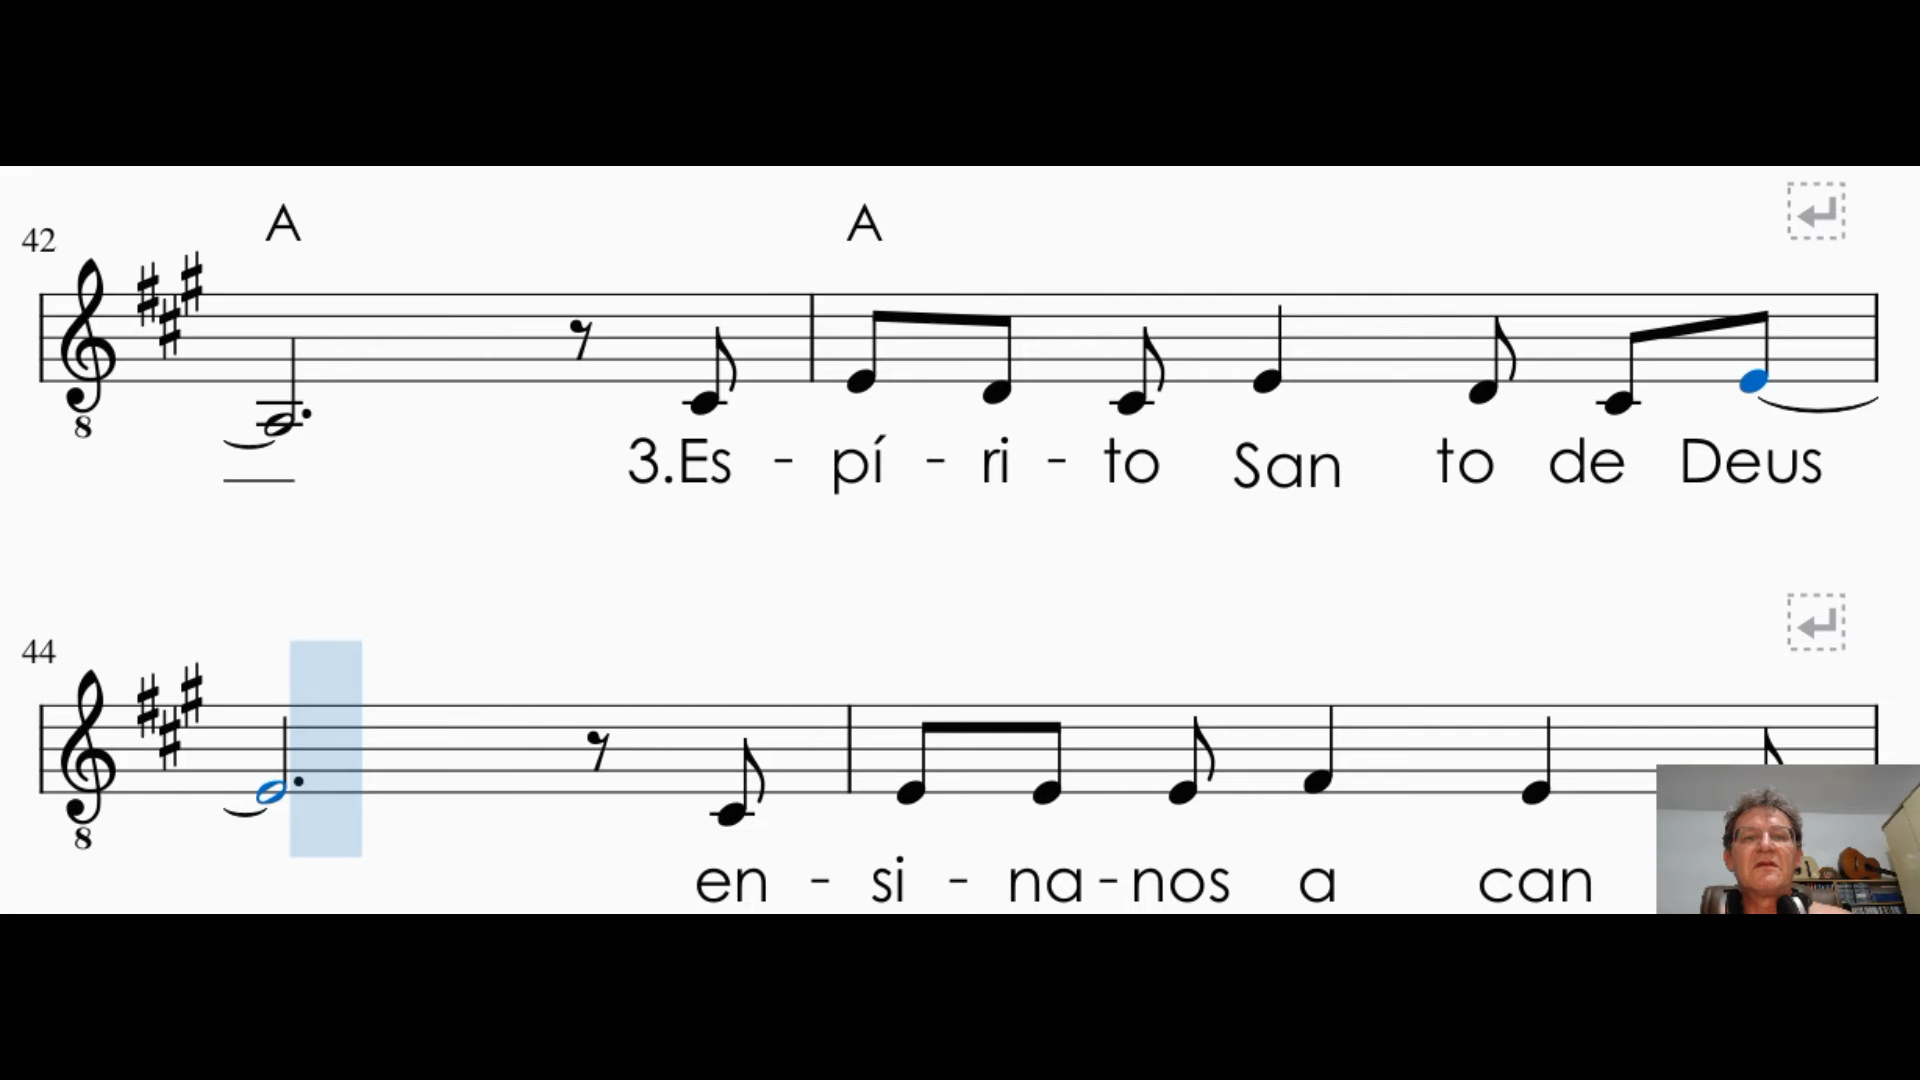 A A
42
8
3.Es - pí - ri - to San to de Deus
44
8
en - si - na - nos a can